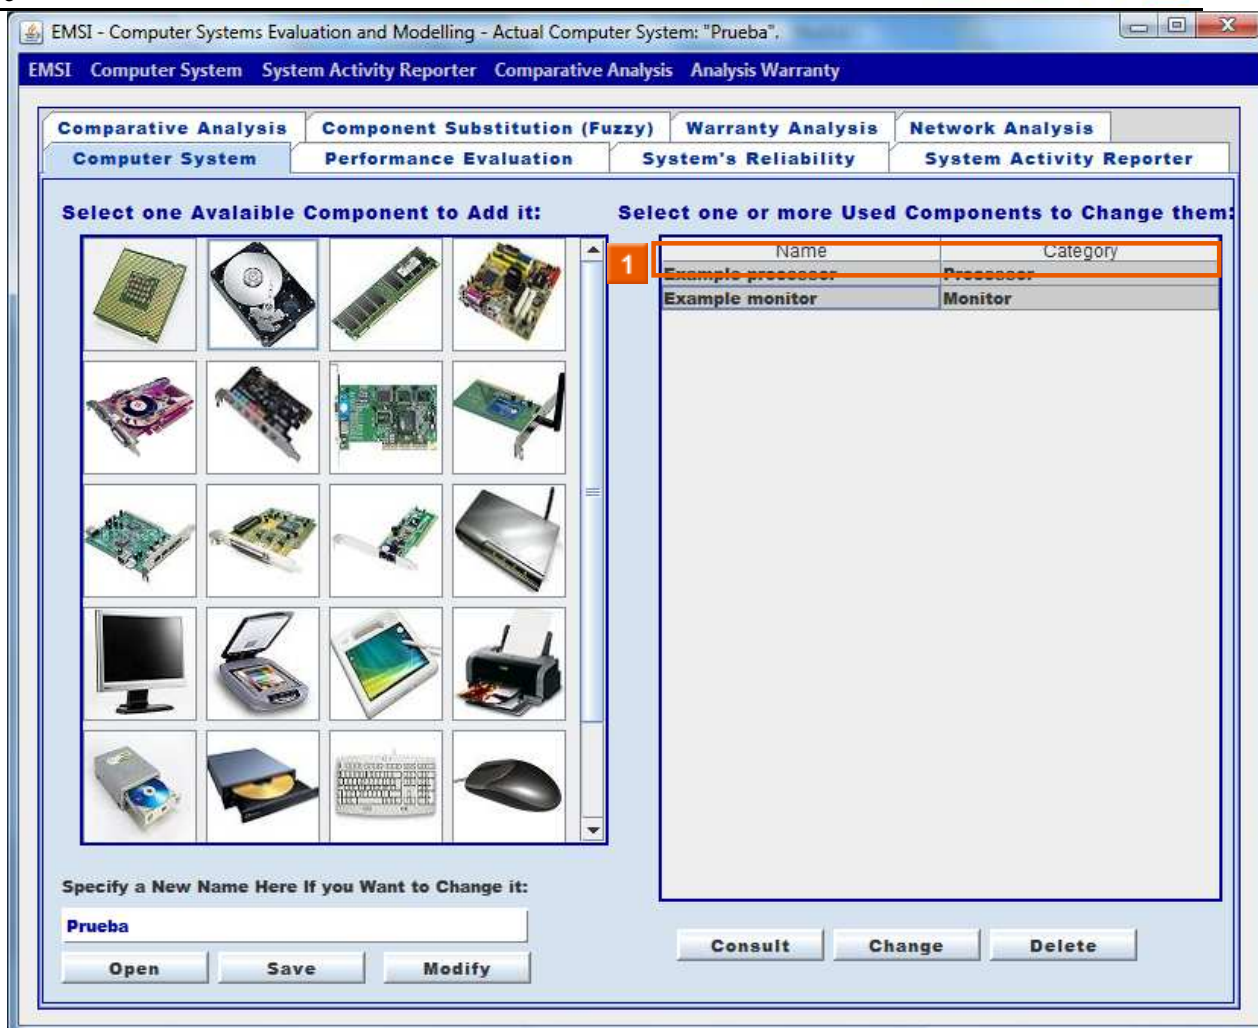 EMSI - Computer Systems Evaluation and Modelling - Actual Computer System: "Prueba".
EMSI Computer System System Activity Reporter Comparative Analysis Analysis Warranty
Comparative Analysis Component Substitution (Fuzzy) Warranty Analysis Network Analysis
Computer System Performance Evaluation System's Reliability System Activity Reporter
Select one Avalaible Component to Add it: Select one or more Used Components to Change them:
1 Name Category
Example processor Processor
Example monitor Monitor
Specify a New Name Here If you Want to Change it:
Prueba
Consult Change Delete
Open Save Modify